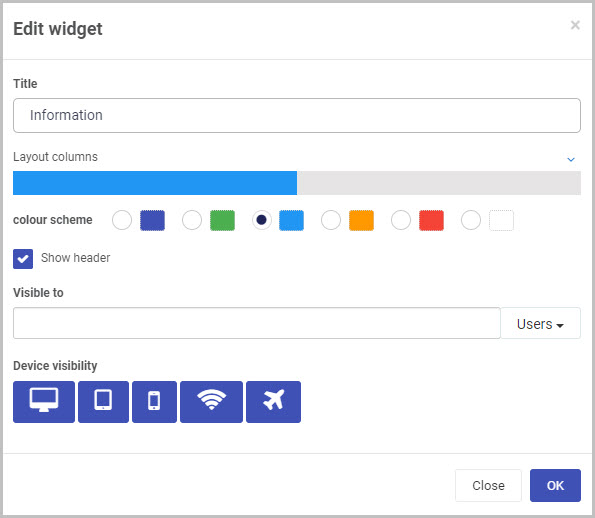 Edit widget
×
Title
Information
Layout columns
colour scheme
Show header
Visible to
Users
Device visibility
Close OK